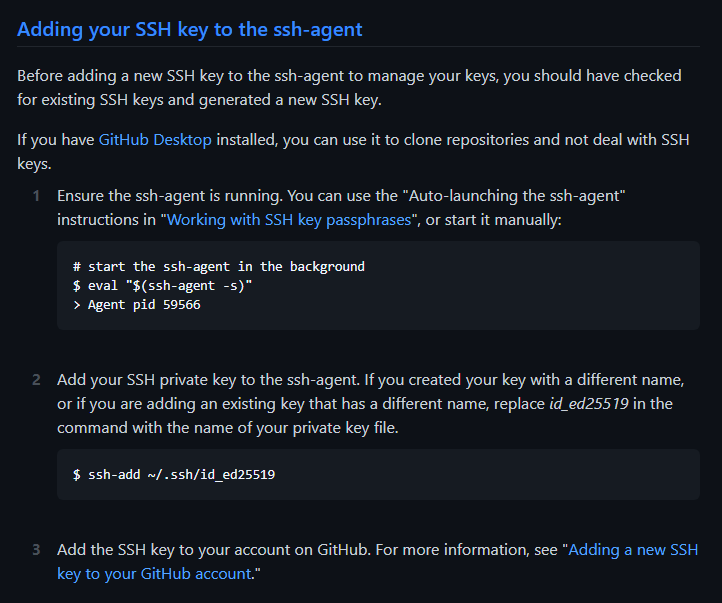 Adding your SSH key to the ssh-agent
Before adding a new SSH key to the ssh-agent to manage your keys, you should have checked
for existing SSH keys and generated a new SSH key.
If you have GitHub Desktop installed, you can use it to clone repositories and not deal with SSH
keys.
1 Ensure the ssh-agent is running. You can use the "Auto-launching the ssh-agent"
instructions in "Working with SSH key passphrases", or start it manually:
# start the ssh-agent in the background
$ eval "$(ssh-agent -s)"
> Agent pid 59566
2 Add your SSH private key to the ssh-agent. If you created your key with a different name,
or if you are adding an existing key that has a different name, replace id_ed25519 in the
command with the name of your private key file.
$ ssh-add ~/.ssh/id_ed25519
3 Add the SSH key to your account on GitHub. For more information, see "Adding a new SSH
key to your GitHub account."